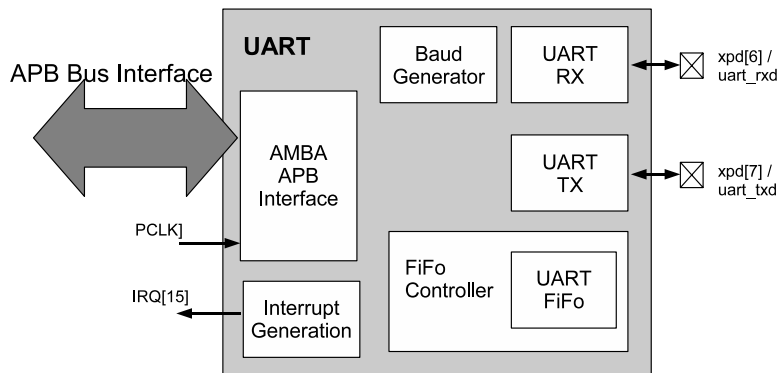 UART
APB Bus Interface
Baud
Generator
UART
RX
xpd[6] /
uart_rxd
AMBA
APB
Interface
UART
TX
xpd[7] /
uart_txd
PCLK]
IRQ[15]
Interrupt
Generation
FiFo
Controller
UART
FiFo